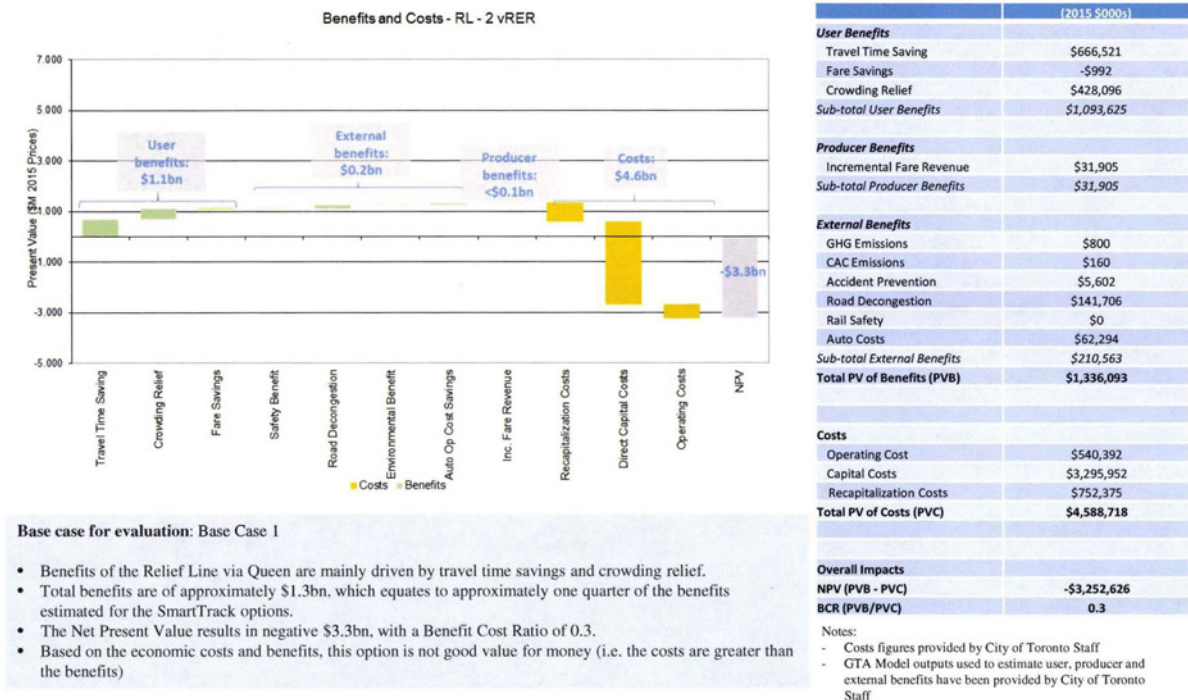 Benefits and Costs - RL - 2 vRER
7.000
5.000
3.000
1.000
-1.000
-3.000
-5.000
Present Value ($M 2015 Prices)
User
benefits:
$1.1bn
External
benefits:
$0.2bn
Producer
benefits:
<$0.1bn
Costs:
$4.6bn
-$3.3bn
Travel Time Saving
Crowding Relief
Fare Savings
Safety Benefit
Road Decongestion
Environmental Benefit
Auto Op Cost Savings
Inc. Fare Revenue
Recapitalization Costs
Direct Capital Costs
Operating Costs
NPV
Costs Benefits
Base case for evaluation: Base Case 1
• Benefits of the Relief Line via Queen are mainly driven by travel time savings and crowding relief.
• Total benefits are of approximately $1.3bn, which equates to approximately one quarter of the benefits
estimated for the SmartTrack options.
• The Net Present Value results in negative $3.3bn, with a Benefit Cost Ratio of 0.3.
• Based on the economic costs and benefits, this option is not good value for money (i.e. the costs are greater than
the benefits)
(2015 $000s)
User Benefits
Travel Time Saving $666,521
Fare Savings -$992
Crowding Relief $428,096
Sub-total User Benefits $1,093,625
Producer Benefits
Incremental Fare Revenue $31,905
Sub-total Producer Benefits $31,905
External Benefits
GHG Emissions $800
CAC Emissions $160
Accident Prevention $5,602
Road Decongestion $141,706
Rail Safety $0
Auto Costs $62,294
Sub-total External Benefits $210,563
Total PV of Benefits (PVB) $1,336,093
Costs
Operating Cost $540,392
Capital Costs $3,295,952
Recapitalization Costs $752,375
Total PV of Costs (PVC) $4,588,718
Overall Impacts
NPV (PVB - PVC) -$3,252,626
BCR (PVB/PVC) 0.3
Notes:
- Costs figures provided by City of Toronto Staff
- GTA Model outputs used to estimate user, producer and
external benefits have been provided by City of Toronto
Staff